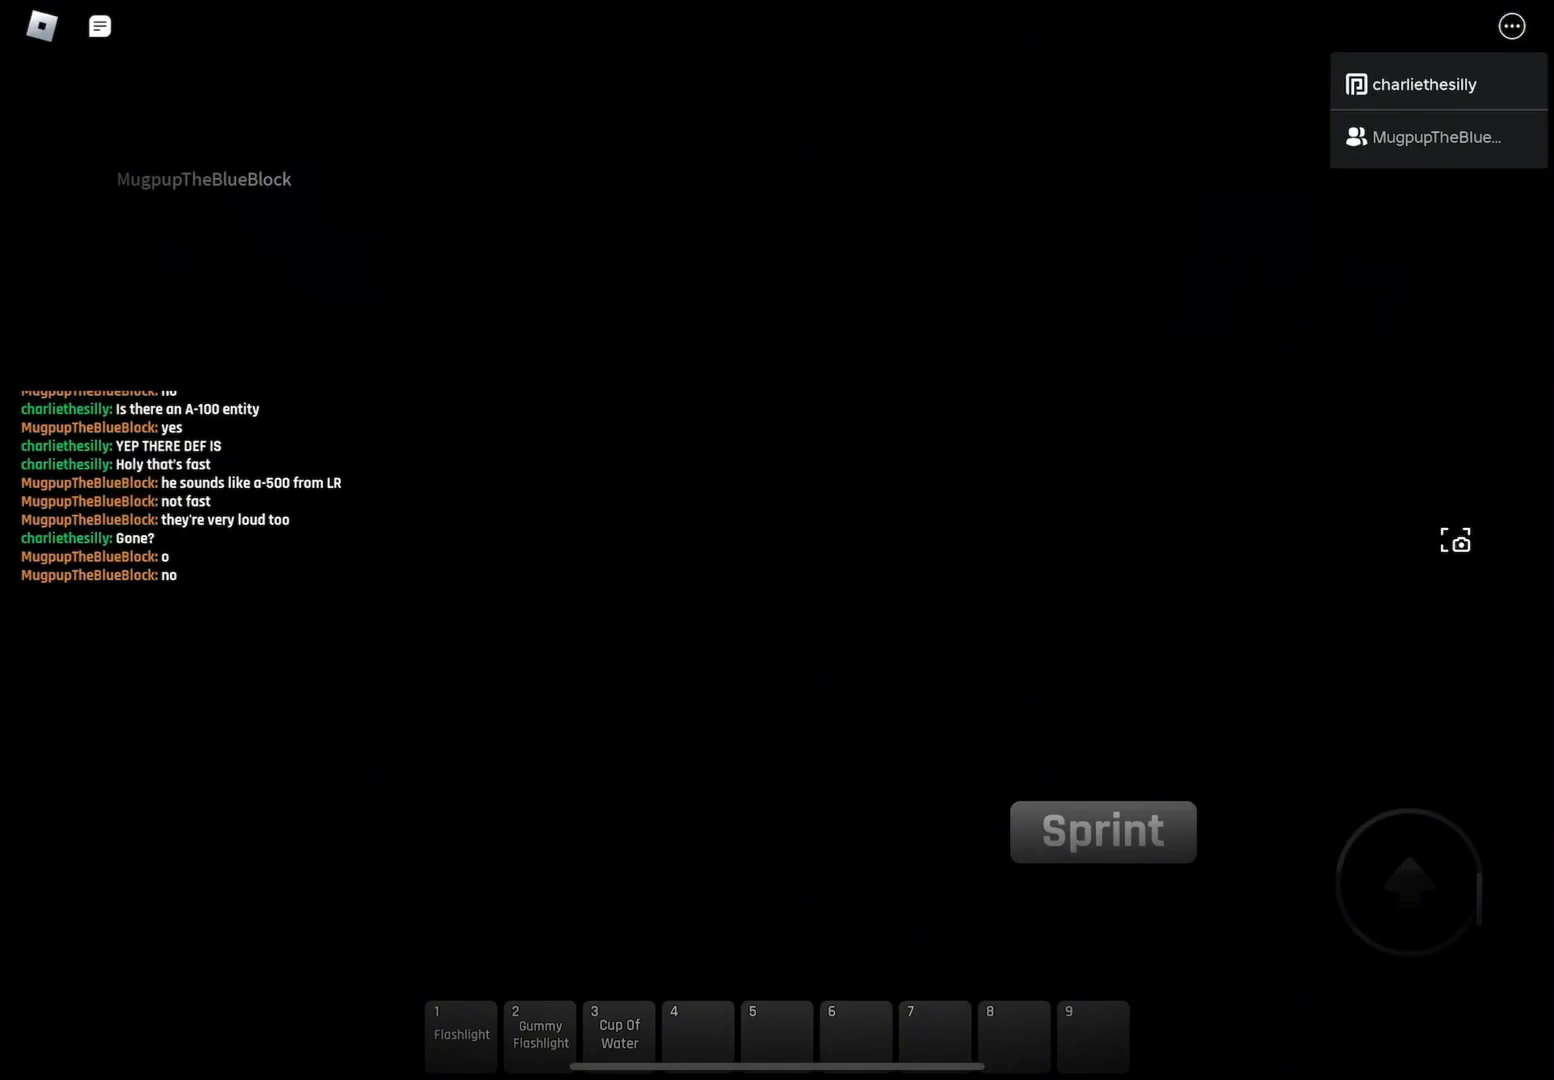 charliethesilly
MugpupTheBlue...
MugpupTheBlueBlock
MugpupTheBlueBlock: no
charliethesilly: Is there an A-100 entity
MugpupTheBlueBlock: yes
charliethesilly: YEP THERE DEF IS
charliethesilly: Holy that's fast
MugpupTheBlueBlock: he sounds like a-500 from LR
MugpupTheBlueBlock: not fast
MugpupTheBlueBlock: they're very loud too
charliethesilly: Gone?
MugpupTheBlueBlock: o
MugpupTheBlueBlock: no
Sprint
1 2 3 4 5 6 7 8 9
Flashlight
Gummy
Flashlight
Cup Of
Water